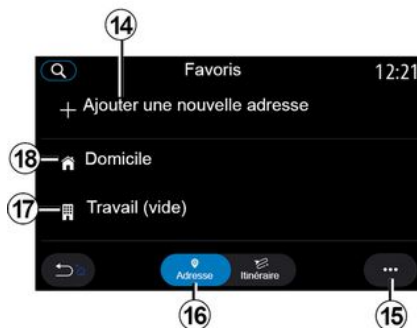 14
Favoris 12:21
+ Ajouter une nouvelle adresse
18 Domicile
17 Travail (vide)
Adresse Itinéraire
16 15